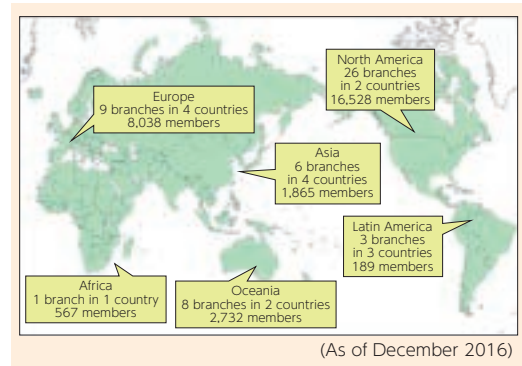 North America
26 branches
in 2 countries
16,528 members
Europe
9 branches in 4 countries
8,038 members
Asia
6 branches
in 4 countries
1,865 members
Latin America
3 branches
in 3 countries
189 members
Africa
1 branch in 1 country
567 members
Oceania
8 branches in 2 countries
2,732 members
(As of December 2016)